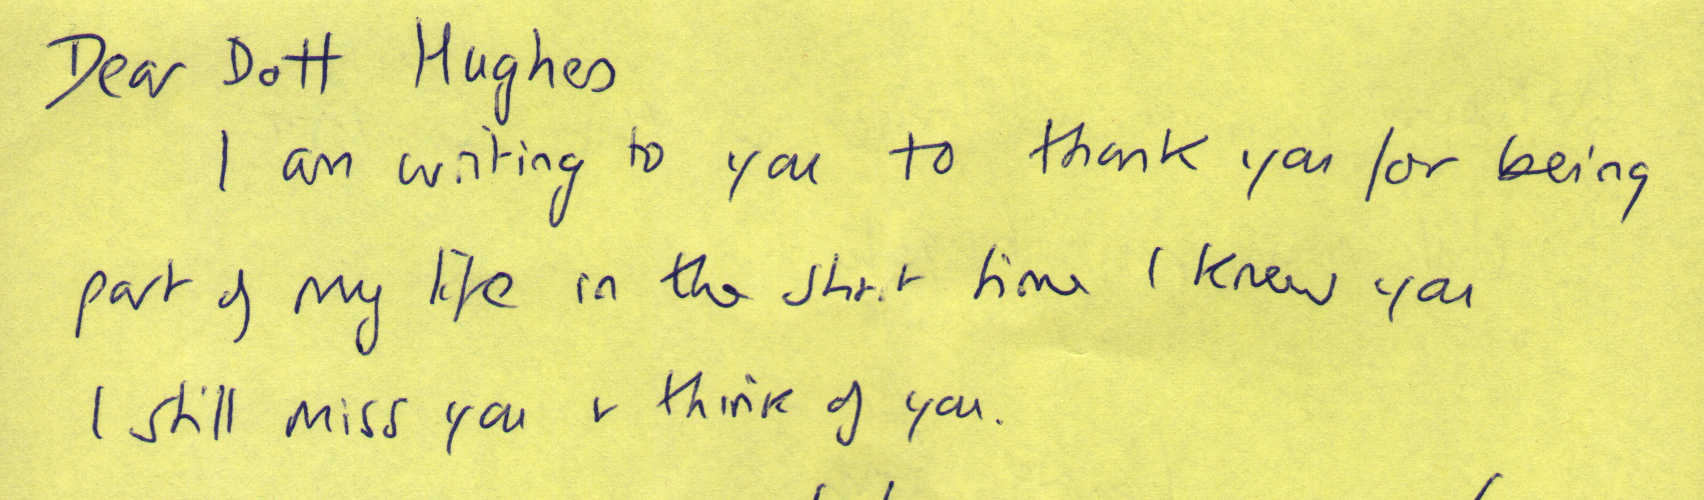 Dear Dott Hughes
I am writing to you to thank you for being
part of my life in the short time I knew you
I still miss you & think of you.